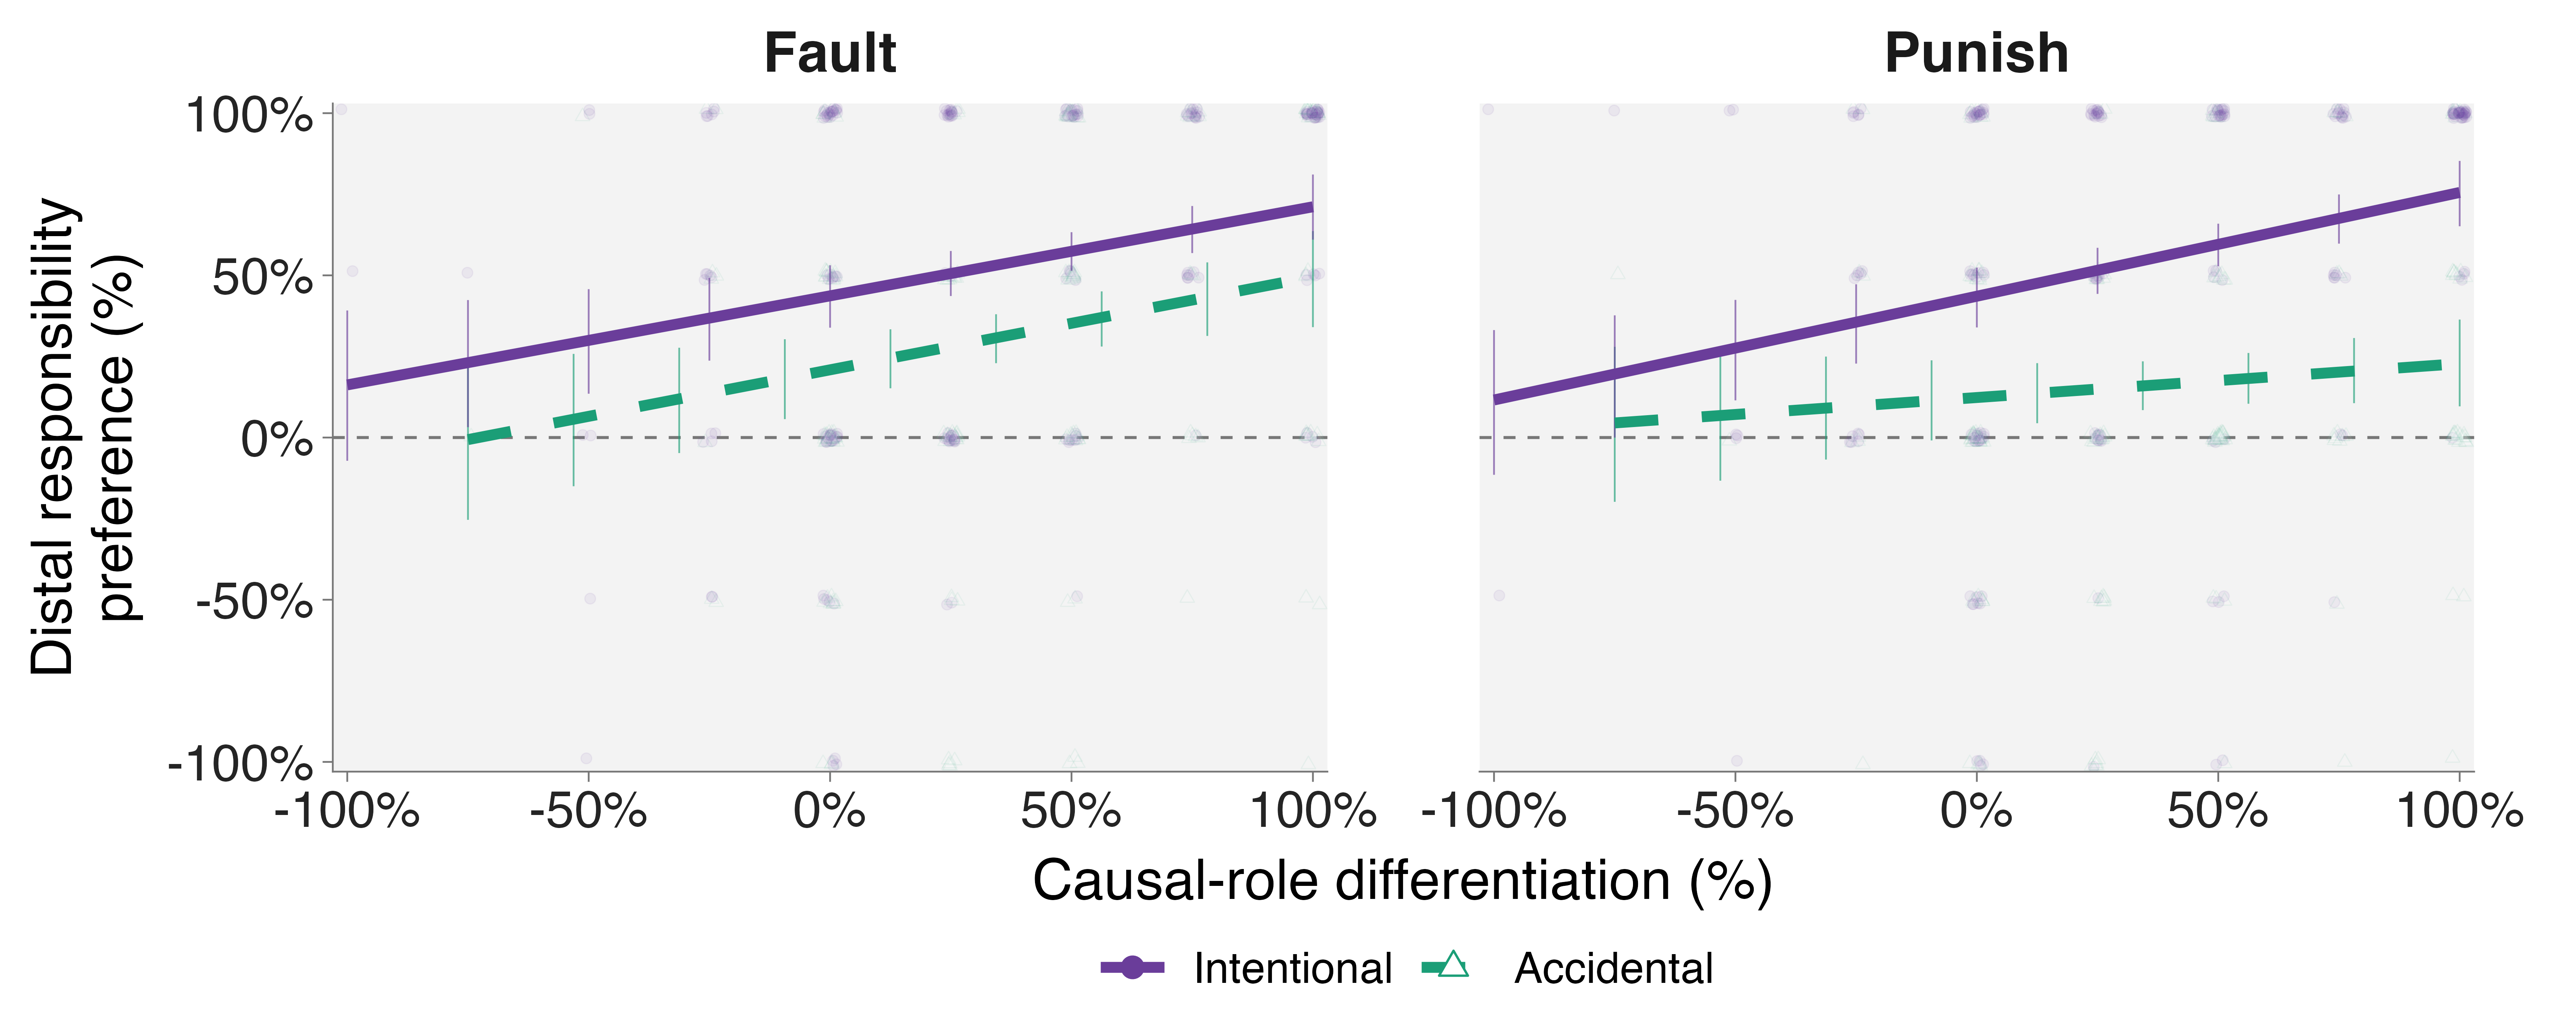 Fault
Punish
Distal responsibility
preference (%)
100%
50%
0%
-50%
-100%
-100%
-50%
0%
50%
100%
-100%
-50%
0%
50%
100%
Causal-role differentiation (%)
Intentional
Accidental